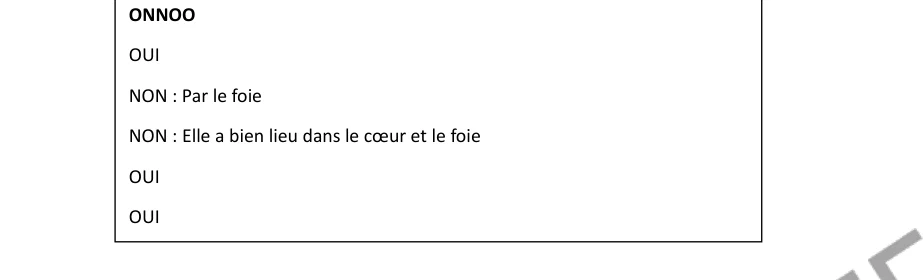 ONNOO
OUI
NON : Par le foie
NON : Elle a bien lieu dans le cœur et le foie
OUI
OUI